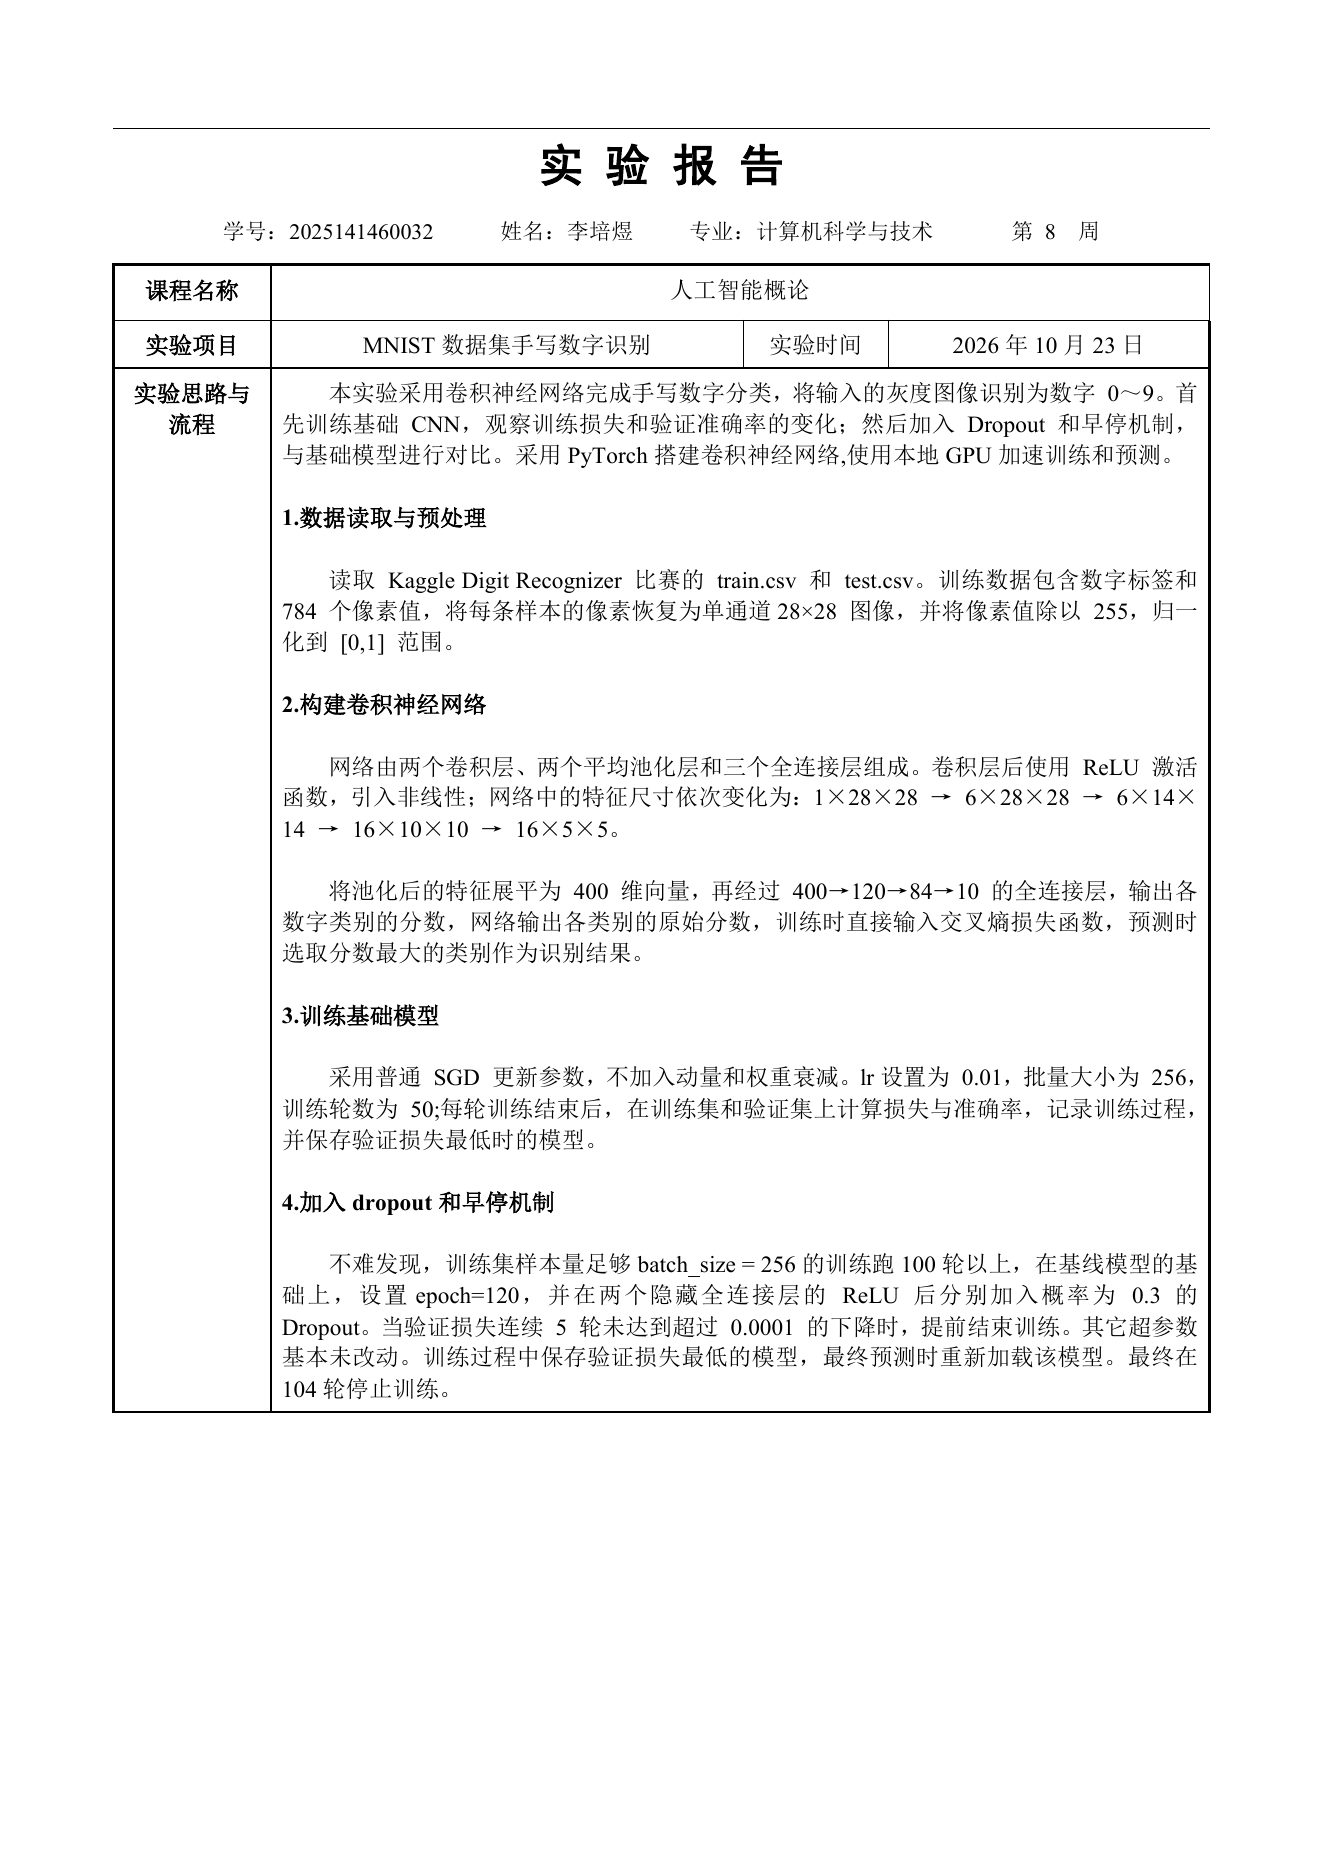 实 验 报 告
学号：2025141460032 姓名：李培煜 专业：计算机科学与技术 第 8 周
课程名称 人工智能概论
实验项目 MNIST 数据集手写数字识别 实验时间 2026 年 10 月 23 日
实验思路与
流程
本实验采用卷积神经网络完成手写数字分类，将输入的灰度图像识别为数字 0～9。首
先训练基础 CNN，观察训练损失和验证准确率的变化；然后加入 Dropout 和早停机制，
与基础模型进行对比。采用 PyTorch 搭建卷积神经网络,使用本地 GPU 加速训练和预测。
1.数据读取与预处理
读取 Kaggle Digit Recognizer 比赛的 train.csv 和 test.csv。训练数据包含数字标签和
784 个像素值，将每条样本的像素恢复为单通道 28×28 图像，并将像素值除以 255，归一
化到 [0,1] 范围。
2.构建卷积神经网络
网络由两个卷积层、两个平均池化层和三个全连接层组成。卷积层后使用 ReLU 激活
函数，引入非线性；网络中的特征尺寸依次变化为：1×28×28 → 6×28×28 → 6×14×
14 → 16×10×10 → 16×5×5。
将池化后的特征展平为 400 维向量，再经过 400→120→84→10 的全连接层，输出各
数字类别的分数，网络输出各类别的原始分数，训练时直接输入交叉熵损失函数，预测时
选取分数最大的类别作为识别结果。
3.训练基础模型
采用普通 SGD 更新参数，不加入动量和权重衰减。lr 设置为 0.01，批量大小为 256，
训练轮数为 50;每轮训练结束后，在训练集和验证集上计算损失与准确率，记录训练过程，
并保存验证损失最低时的模型。
4.加入 dropout 和早停机制
不难发现，训练集样本量足够 batch_size = 256 的训练跑 100 轮以上，在基线模型的基
础上，设置 epoch=120，并在两个隐藏全连接层的 ReLU 后分别加入概率为 0.3 的
Dropout。当验证损失连续 5 轮未达到超过 0.0001 的下降时，提前结束训练。其它超参数
基本未改动。训练过程中保存验证损失最低的模型，最终预测时重新加载该模型。最终在
104 轮停止训练。